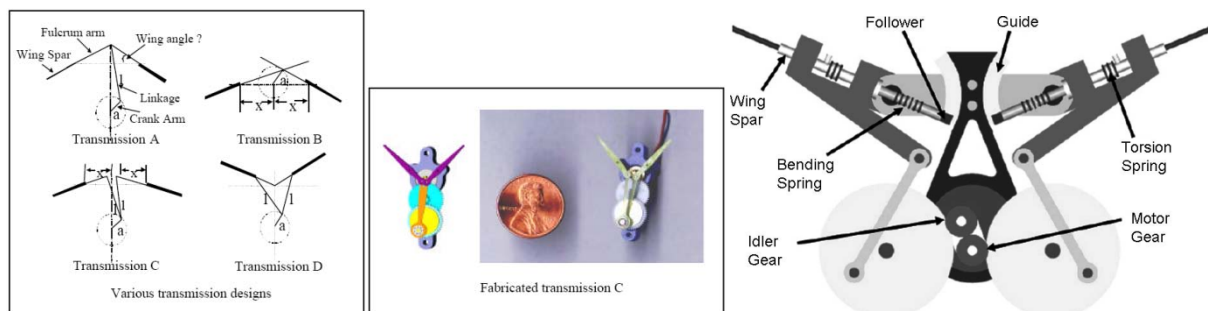 Fulcrum arm
Wing angle ?
Wing Spar
l
Linkage
a
Crank Arm
Transmission A
a
x
x
Transmission B
x
x
l
l
a
Transmission C
l
l
a
Transmission D
Various transmission designs
Fabricated transmission C
Follower
Guide
Wing
Spar
Bending
Spring
Torsion
Spring
Idler
Gear
Motor
Gear